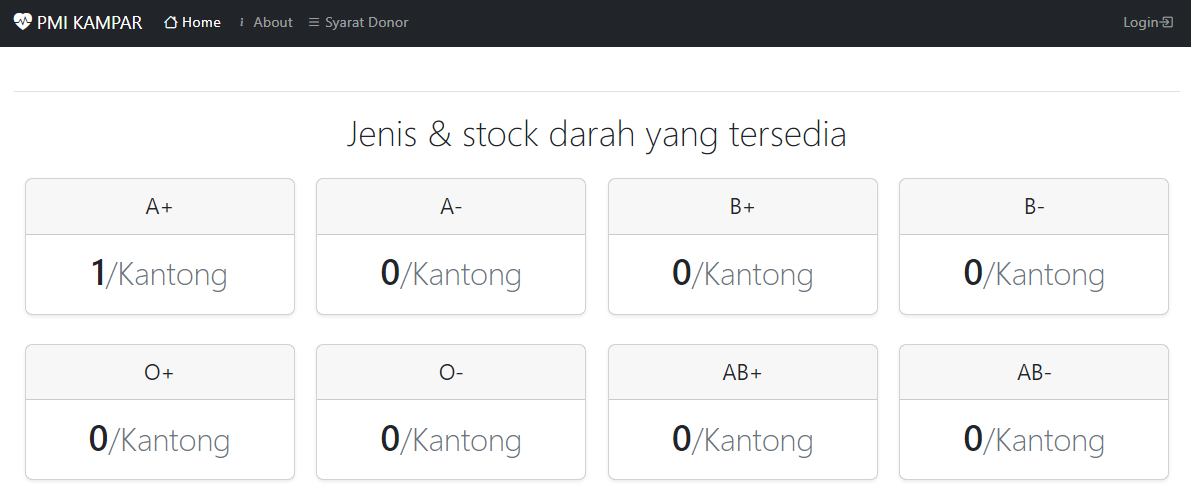 PMI KAMPAR Home i About Syarat Donor Login
Jenis & stock darah yang tersedia
A+ A- B+ B-
1/Kantong 0/Kantong 0/Kantong 0/Kantong
O+ O- AB+ AB-
0/Kantong 0/Kantong 0/Kantong 0/Kantong